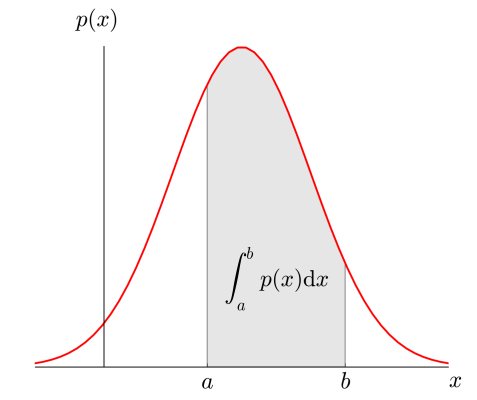 p(x)
∫_a^b p(x)dx
a b x